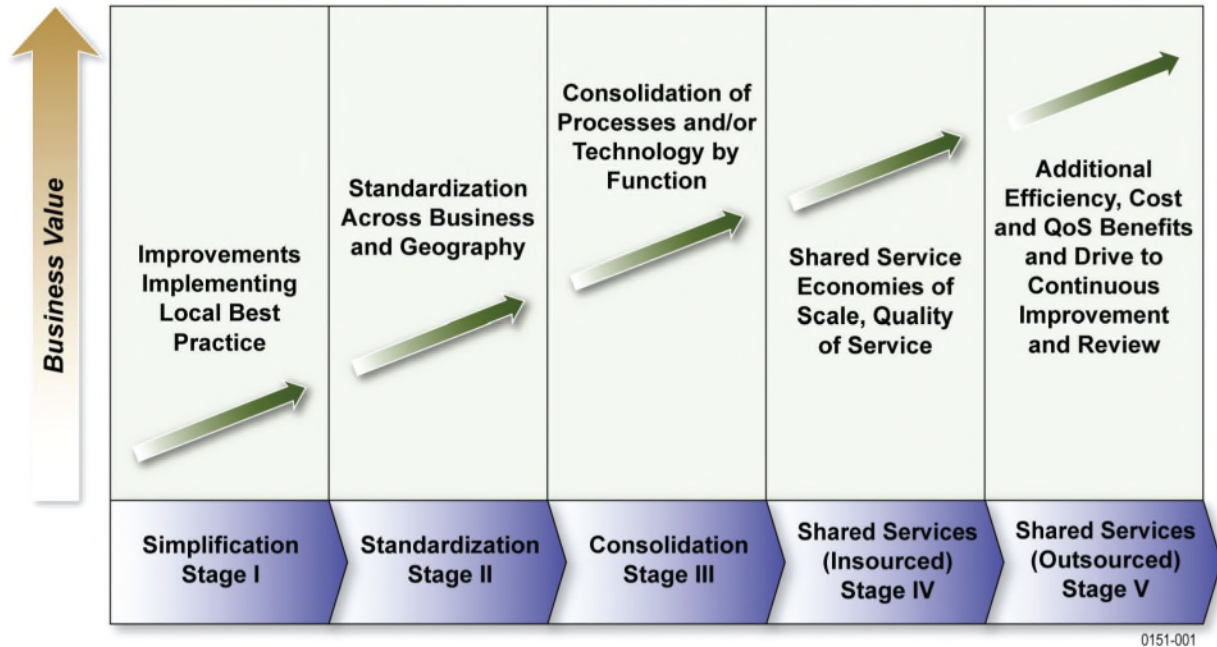 Business Value
Improvements
Implementing
Local Best
Practice
Standardization
Across Business
and Geography
Consolidation of
Processes and/or
Technology by
Function
Shared Service
Economies of
Scale, Quality
of Service
Additional
Efficiency, Cost
and QoS Benefits
and Drive to
Continuous
Improvement
and Review
Simplification
Stage I
Standardization
Stage II
Consolidation
Stage III
Shared Services
(Insourced)
Stage IV
Shared Services
(Outsourced)
Stage V
0151-001